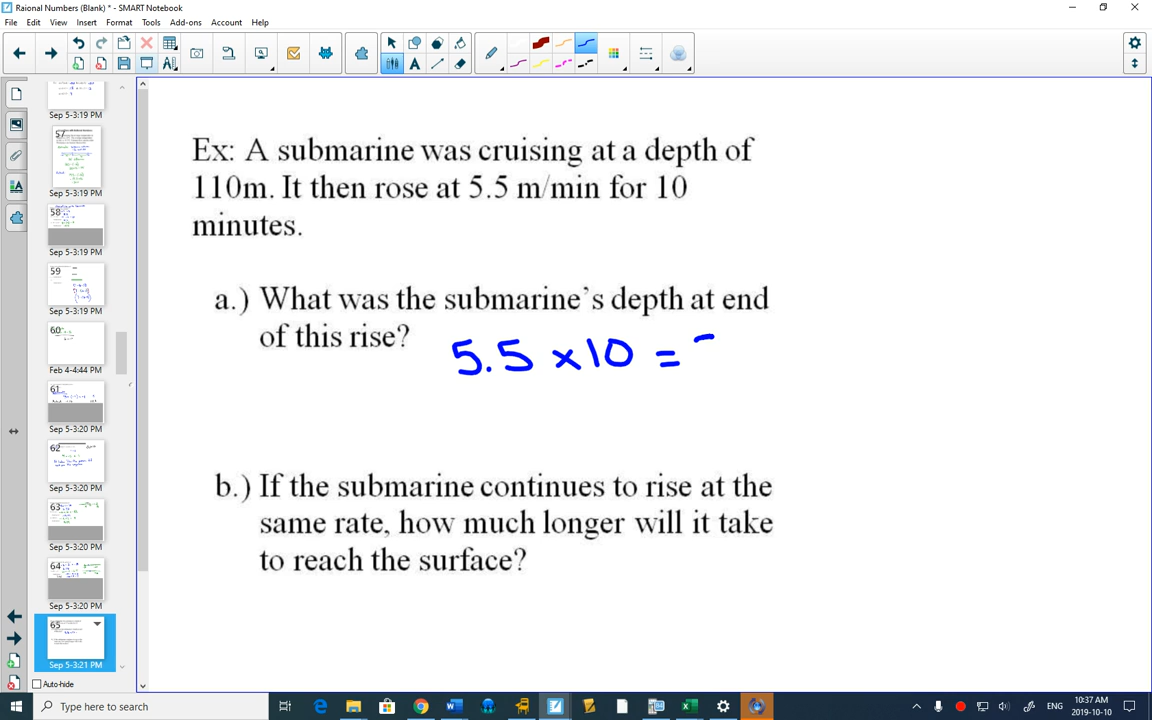 Raional Numbers (Blank) * - SMART Notebook
File Edit View Insert Format Tools Add-ons Account Help
Sep 5-3:19 PM
57
Sep 5-3:19 PM
58
Sep 5-3:19 PM
59
Sep 5-3:19 PM
60
Feb 4-4:44 PM
61
Sep 5-3:20 PM
62
Sep 5-3:20 PM
63
Sep 5-3:20 PM
64
Sep 5-3:20 PM
65
Sep 5-3:21 PM
Auto-hide
Ex: A submarine was cruising at a depth of
110m. It then rose at 5.5 m/min for 10
minutes.
a.) What was the submarine's depth at end
of this rise?
5.5 × 10 =
b.) If the submarine continues to rise at the
same rate, how much longer will it take
to reach the surface?
Type here to search
ENG
10:37 AM
2019-10-10